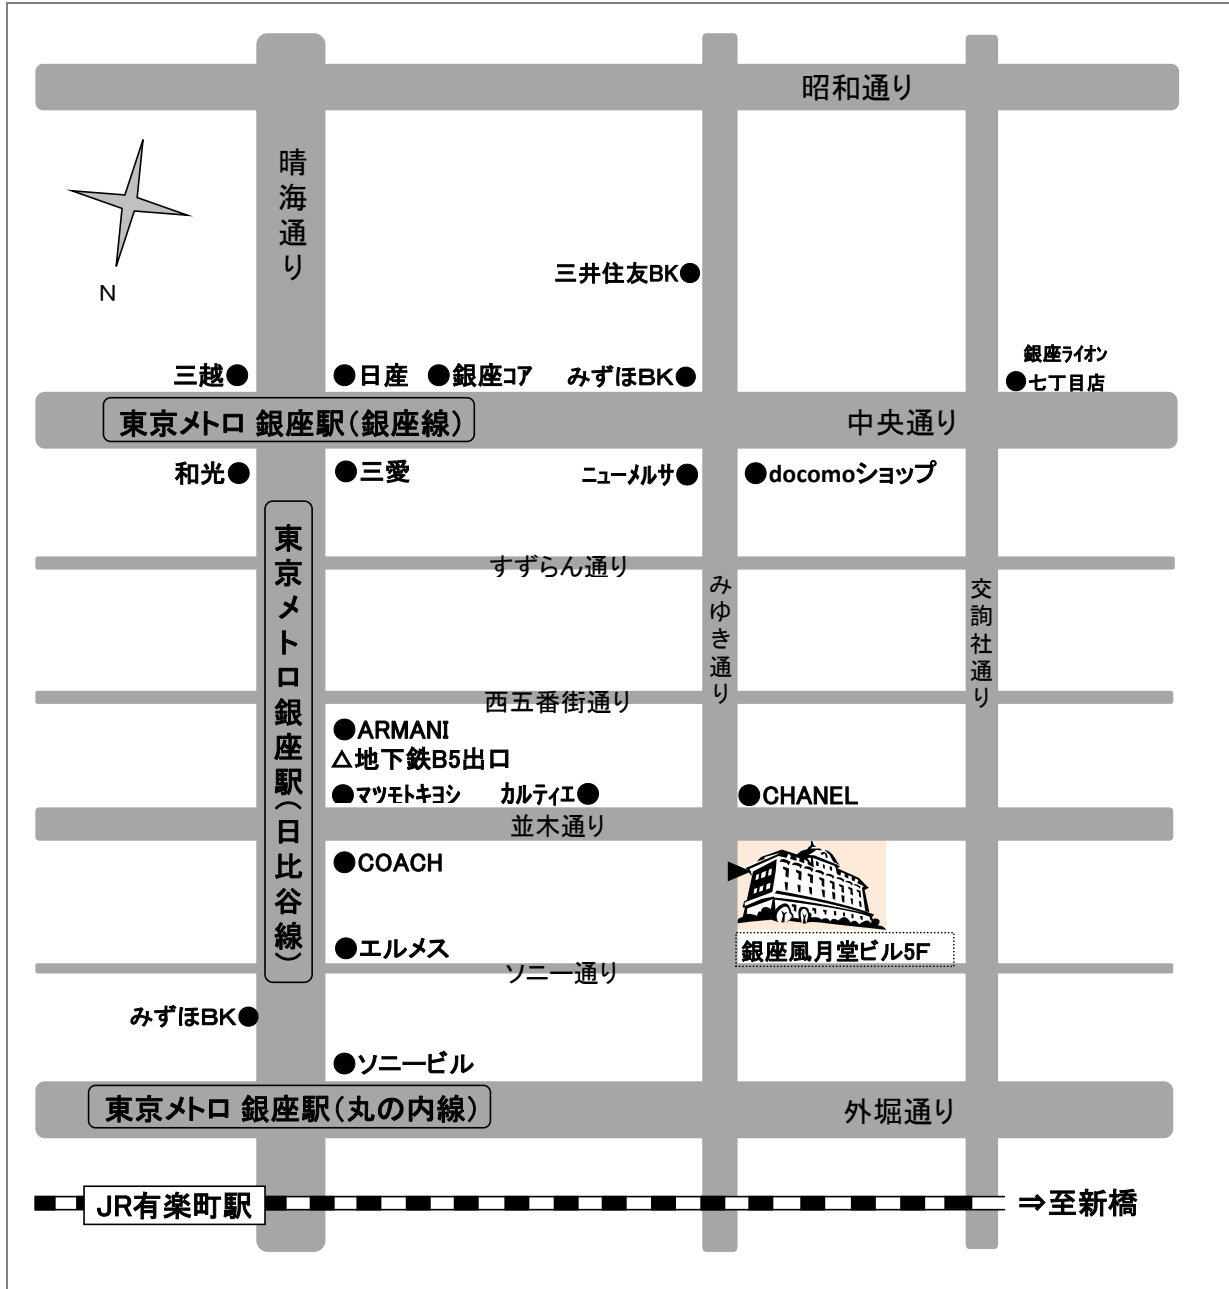 昭和通り
晴海通り
N
三井住友BK●
銀座ライオン
●七丁目店
三越●
●日産
●銀座コア
みずほBK●
東京メトロ 銀座駅(銀座線)
中央通り
和光●
●三愛
ニューメルサ●
●docomoショップ
東京メトロ銀座駅(日比谷線)
すずらん通り
みゆき通り
交詢社通り
西五番街通り
●ARMANI
△地下鉄B5出口
●マツモトキヨシ
カルティエ●
●CHANEL
並木通り
●COACH
●エルメス
銀座風月堂ビル5F
ソニー通り
みずほBK●
●ソニービル
東京メトロ 銀座駅(丸の内線)
外堀通り
JR有楽町駅
⇒至新橋